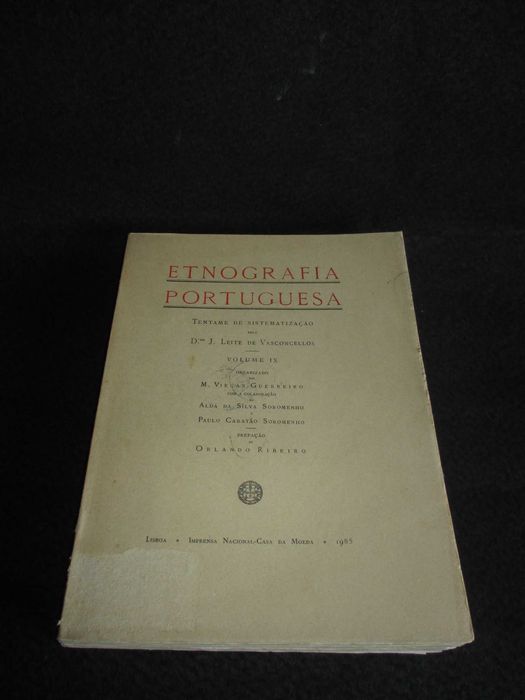 ETNOGRAFIA
PORTUGUESA
TENTAME DE SISTEMATIZAÇÃO
PELO
D.or J. LEITE DE VASCONCELLOS
VOLUME IX
ORGANIZADO
POR
M. VIEGAS GUERREIRO
COM A COLABORAÇÃO
DE
ALDA DA SILVA SOROMENHO
E
PAULO CARATÃO SOROMENHO
PREFAÇÃO
DE
ORLANDO RIBEIRO
LISBOA • IMPRENSA NACIONAL-CASA DA MOEDA • 1985